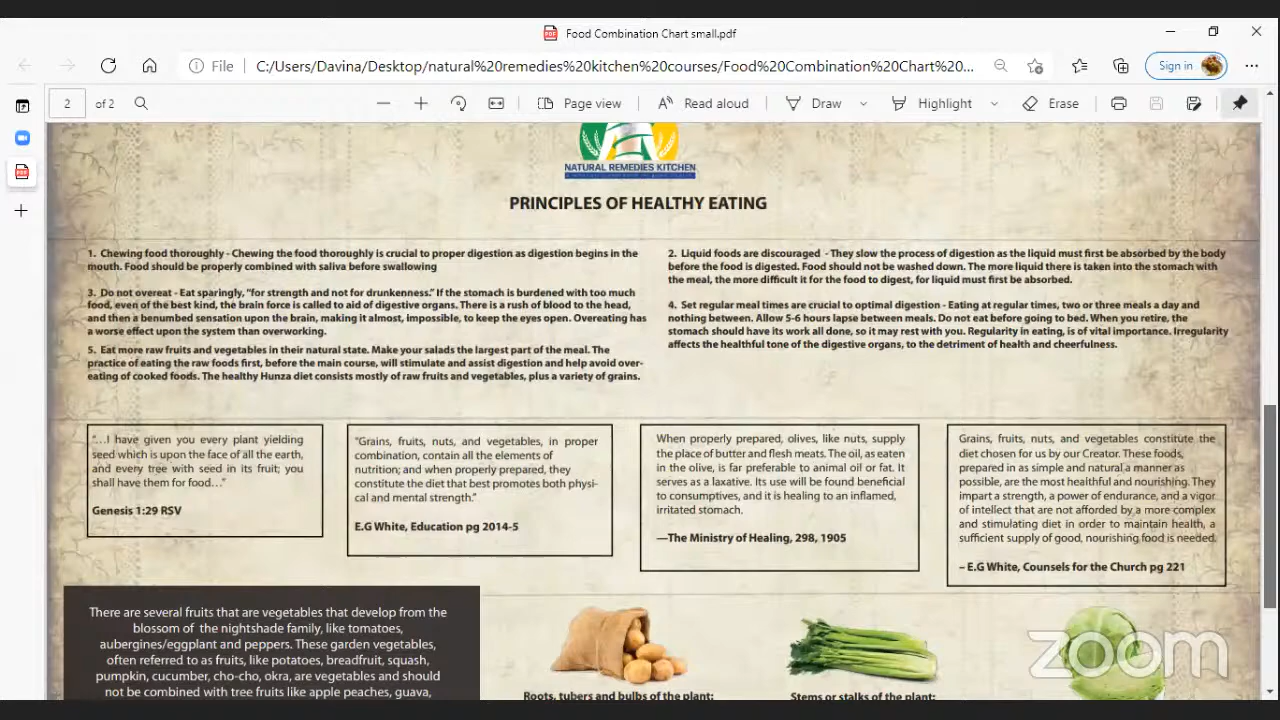 Food Combination Chart small.pdf
File
C:/Users/Davina/Desktop/natural%20remedies%20kitchen%20courses/Food%20Combination%20Chart%20...
Sign in
2 of 2
Page view
Read aloud
Draw
Highlight
Erase
NATURAL REMEDIES KITCHEN
PRINCIPLES OF HEALTHY EATING
1. Chewing food thoroughly - Chewing the food thoroughly is crucial to proper digestion as digestion begins in the
mouth. Food should be properly combined with saliva before swallowing
2. Liquid foods are discouraged - They slow the process of digestion as the liquid must first be absorbed by the body
before the food is digested. Food should not be washed down. The more liquid there is taken into the stomach with
the meal, the more difficult it for the food to digest, for liquid must first be absorbed.
3. Do not overeat - Eat sparingly, "for strength and not for drunkenness." If the stomach is burdened with too much
food, even of the best kind, the brain force is called to aid of digestive organs. There is a rush of blood to the head,
and then a benumbed sensation upon the brain, making it almost, impossible, to keep the eyes open. Overeating has
a worse effect upon the system than overworking.
4. Set regular meal times are crucial to optimal digestion - Eating at regular times, two or three meals a day and
nothing between. Allow 5-6 hours lapse between meals. Do not eat before going to bed. When you retire, the
stomach should have its work all done, so it may rest with you. Regularity in eating, is of vital importance. Irregularity
affects the healthful tone of the digestive organs, to the detriment of health and cheerfulness.
5. Eat more raw fruits and vegetables in their natural state. Make your salads the largest part of the meal. The
practice of eating the raw foods first, before the main course, will stimulate and assist digestion and help avoid over-
eating of cooked foods. The healthy Hunza diet consists mostly of raw fruits and vegetables, plus a variety of grains.
"...I have given you every plant yielding
seed which is upon the face of all the earth,
and every tree with seed in its fruit; you
shall have them for food..."
Genesis 1:29 RSV
"Grains, fruits, nuts, and vegetables, in proper
combination, contain all the elements of
nutrition; and when properly prepared, they
constitute the diet that best promotes both physi-
cal and mental strength."
E.G White, Education pg 2014-5
When properly prepared, olives, like nuts, supply
the place of butter and flesh meats. The oil, as eaten
in the olive, is far preferable to animal oil or fat. It
serves as a laxative. Its use will be found beneficial
to consumptives, and it is healing to an inflamed,
irritated stomach.
—The Ministry of Healing, 298, 1905
Grains, fruits, nuts, and vegetables constitute the
diet chosen for us by our Creator. These foods,
prepared in as simple and natural a manner as
possible, are the most healthful and nourishing. They
impart a strength, a power of endurance, and a vigor
of intellect that are not afforded by a more complex
and stimulating diet in order to maintain health, a
sufficient supply of good, nourishing food is needed.
– E.G White, Counsels for the Church pg 221
There are several fruits that are vegetables that develop from the
blossom of the nightshade family, like tomatoes,
aubergines/eggplant and peppers. These garden vegetables,
often referred to as fruits, like potatoes, breadfruit, squash,
pumpkin, cucumber, cho-cho, okra, are vegetables and should
not be combined with tree fruits like apple peaches, guava,
Roots, tubers and bulbs of the plant:
Stems or stalks of the plant:
zoom